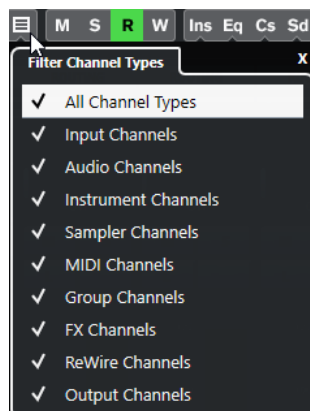 M S R W Ins Eq Cs Sd
Filter Channel Types X
All Channel Types
Input Channels
Audio Channels
Instrument Channels
Sampler Channels
MIDI Channels
Group Channels
FX Channels
ReWire Channels
Output Channels